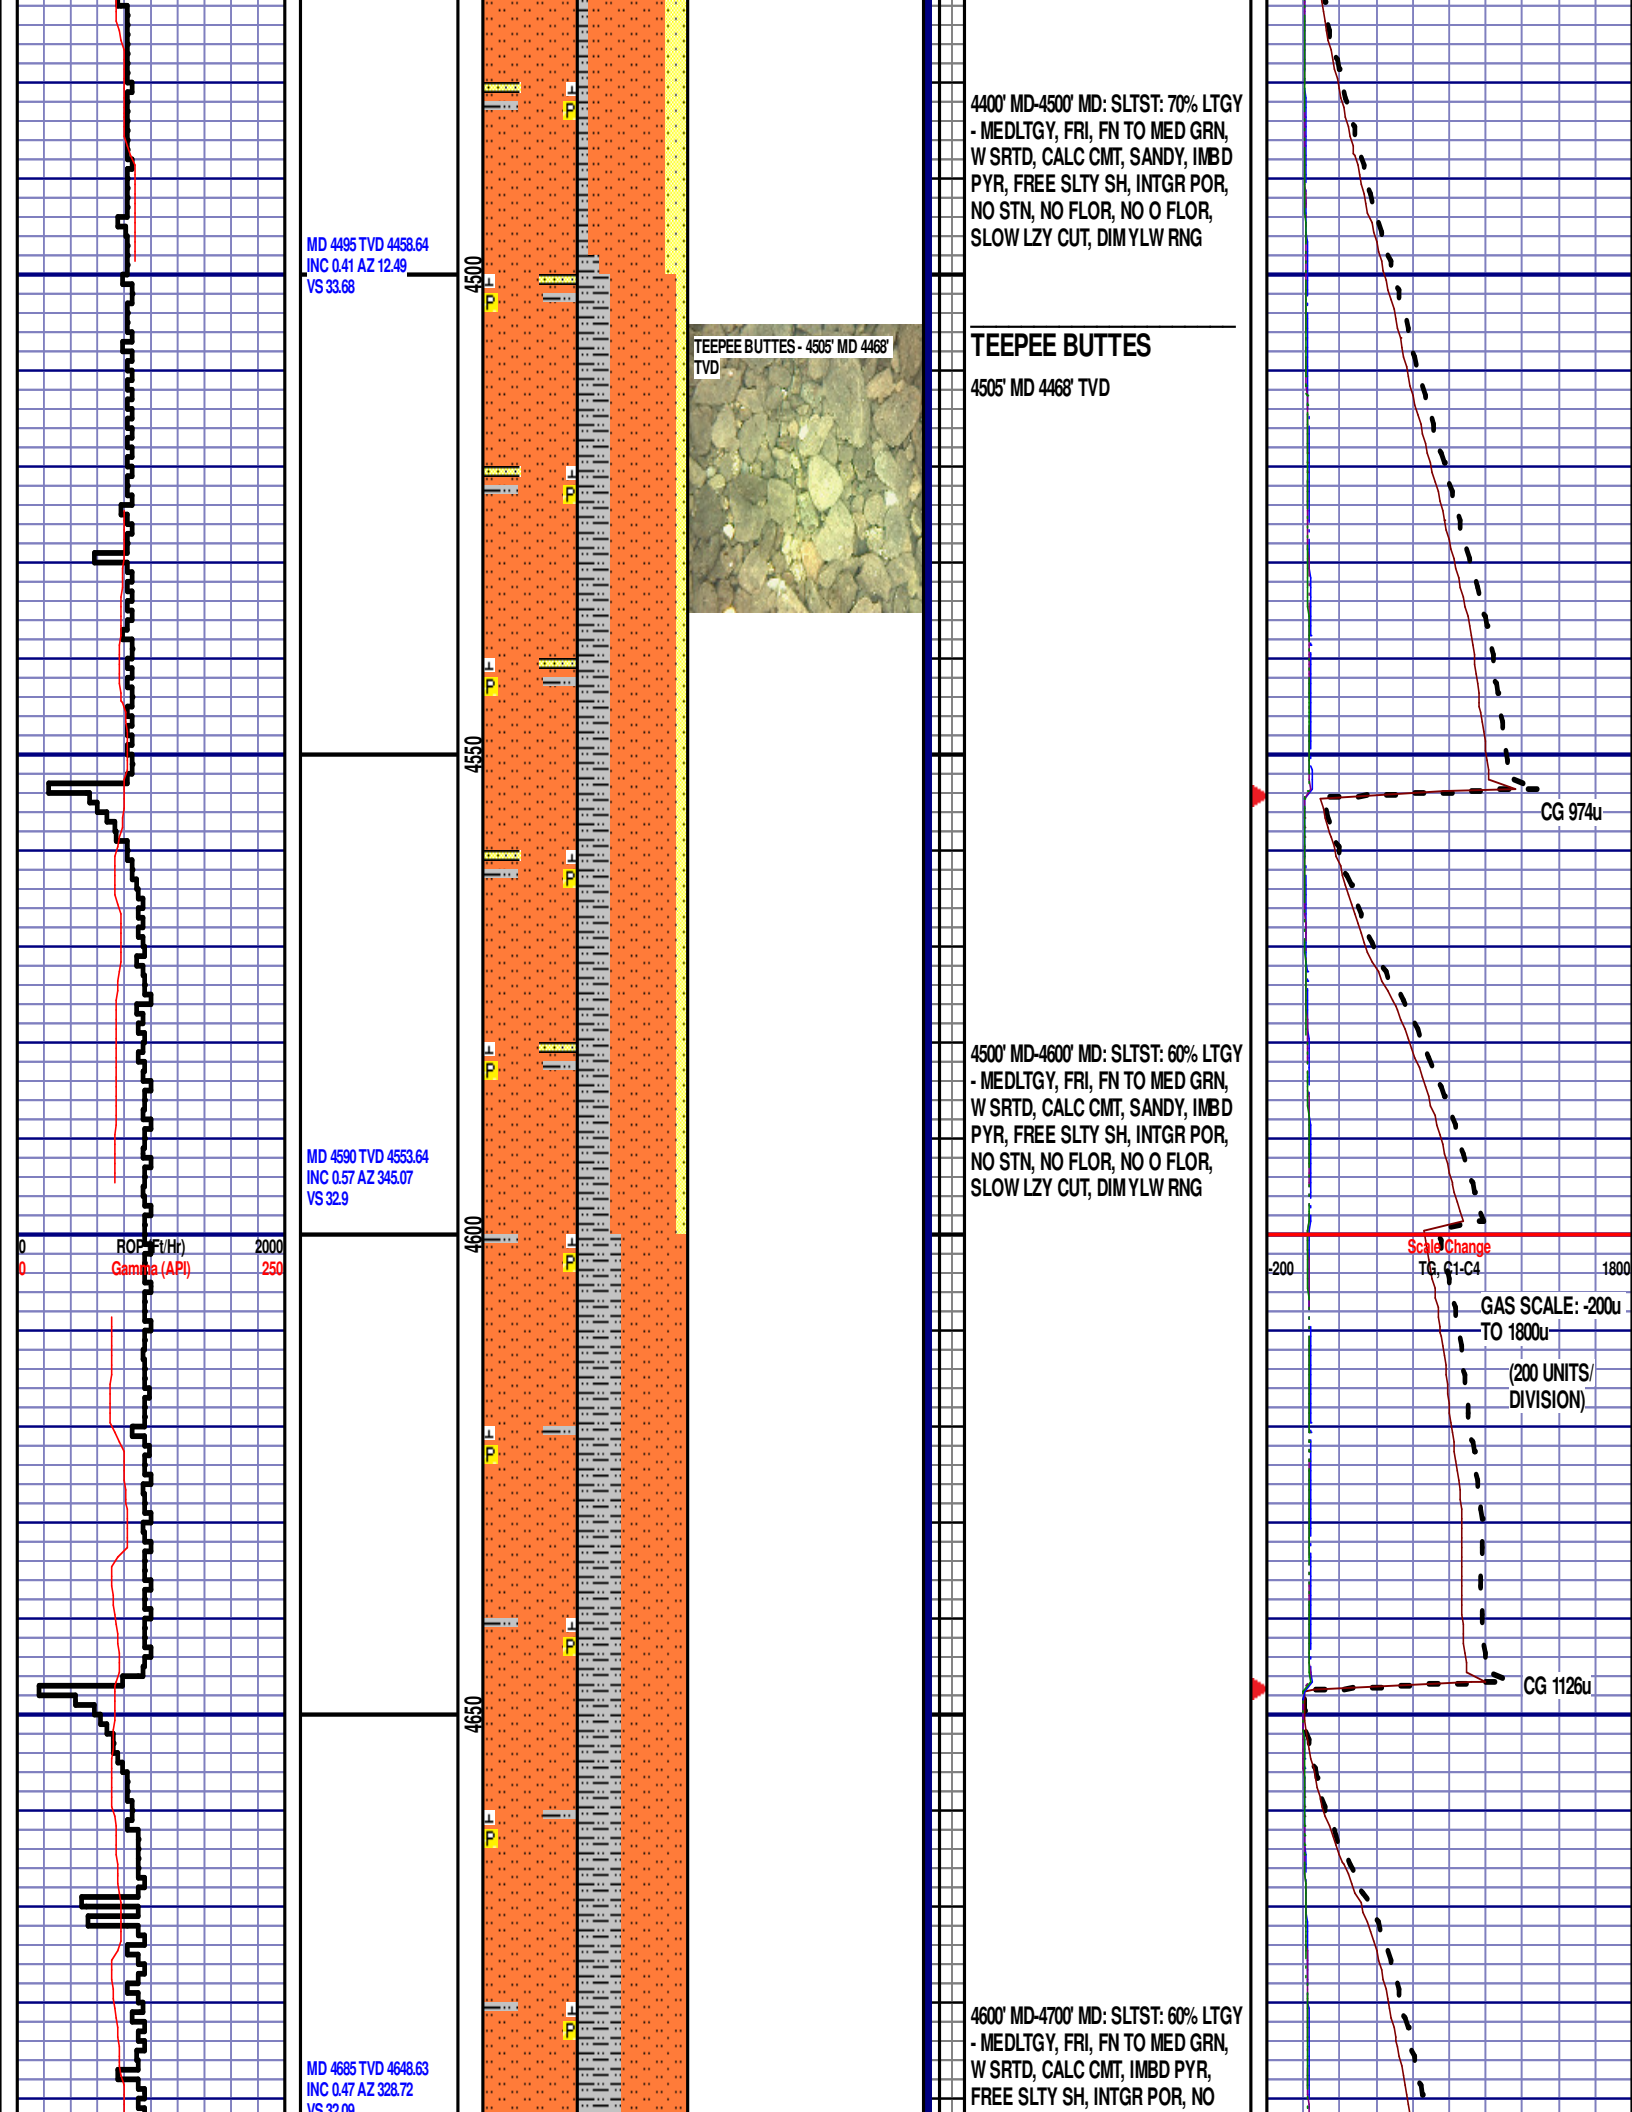 4400' MD-4500' MD: SLTST: 70% LTGY
- MEDLTGY, FRI, FN TO MED GRN,
W SRTD, CALC CMT, SANDY, IMBD
PYR, FREE SLTY SH, INTGR POR,
NO STN, NO FLOR, NO O FLOR,
SLOW LZY CUT, DIM YLW RNG
MD 4495 TVD 4458.64
INC 0.41 AZ 12.49
VS 33.68
4500
TEEPEE BUTTES - 4505' MD 4468'
TVD
TEEPEE BUTTES
4505' MD 4468' TVD
4550
CG 974u
4500' MD-4600' MD: SLTST: 60% LTGY
- MEDLTGY, FRI, FN TO MED GRN,
W SRTD, CALC CMT, SANDY, IMBD
PYR, FREE SLTY SH, INTGR POR,
NO STN, NO FLOR, NO O FLOR,
SLOW LZY CUT, DIM YLW RNG
MD 4590 TVD 4553.64
INC 0.57 AZ 345.07
VS 32.9
4600
0 ROP (Ft/Hr) 2000
0 Gamma (API) 250
Scale Change
-200 TG, C1-C4 1800
GAS SCALE: -200u
TO 1800u
(200 UNITS/
DIVISION)
CG 1126u
4650
4600' MD-4700' MD: SLTST: 60% LTGY
- MEDLTGY, FRI, FN TO MED GRN,
W SRTD, CALC CMT, IMBD PYR,
FREE SLTY SH, INTGR POR, NO
MD 4685 TVD 4648.63
INC 0.47 AZ 328.72
VS 32.09
P
P
P
P
P
P
P
P
P
P
P